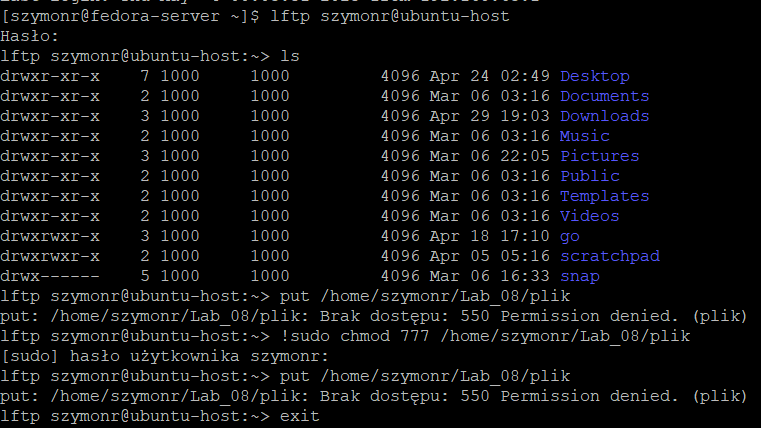 [szymonr@fedora-server ~]$ lftp szymonr@ubuntu-host
Hasło:
lftp szymonr@ubuntu-host:~> ls
drwxr-xr-x    7 1000     1000         4096 Apr 24 02:49 Desktop
drwxr-xr-x    2 1000     1000         4096 Mar 06 03:16 Documents
drwxr-xr-x    3 1000     1000         4096 Apr 29 19:03 Downloads
drwxr-xr-x    2 1000     1000         4096 Mar 06 03:16 Music
drwxr-xr-x    3 1000     1000         4096 Mar 06 22:05 Pictures
drwxr-xr-x    2 1000     1000         4096 Mar 06 03:16 Public
drwxr-xr-x    2 1000     1000         4096 Mar 06 03:16 Templates
drwxr-xr-x    2 1000     1000         4096 Mar 06 03:16 Videos
drwxrwxr-x    3 1000     1000         4096 Apr 18 17:10 go
drwxrwxr-x    2 1000     1000         4096 Apr 05 05:16 scratchpad
drwx------    5 1000     1000         4096 Mar 06 16:33 snap
lftp szymonr@ubuntu-host:~> put /home/szymonr/Lab_08/plik
put: /home/szymonr/Lab_08/plik: Brak dostępu: 550 Permission denied. (plik)
lftp szymonr@ubuntu-host:~> !sudo chmod 777 /home/szymonr/Lab_08/plik
[sudo] hasło użytkownika szymonr:
lftp szymonr@ubuntu-host:~> put /home/szymonr/Lab_08/plik
put: /home/szymonr/Lab_08/plik: Brak dostępu: 550 Permission denied. (plik)
lftp szymonr@ubuntu-host:~> exit